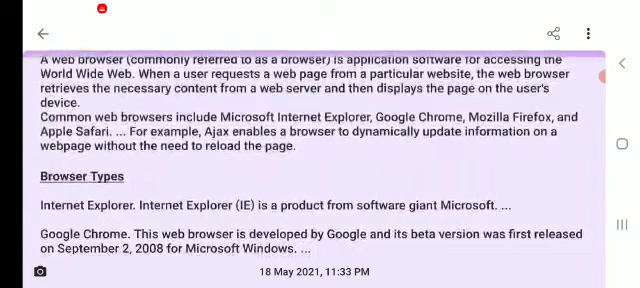 A web browser (commonly referred to as a browser) is application software for accessing the
World Wide Web. When a user requests a web page from a particular website, the web browser
retrieves the necessary content from a web server and then displays the page on the user's
device.
Common web browsers include Microsoft Internet Explorer, Google Chrome, Mozilla Firefox, and
Apple Safari. ... For example, Ajax enables a browser to dynamically update information on a
webpage without the need to reload the page.
Browser Types
Internet Explorer. Internet Explorer (IE) is a product from software giant Microsoft. ...
Google Chrome. This web browser is developed by Google and its beta version was first released
on September 2, 2008 for Microsoft Windows. ...
18 May 2021, 11:33 PM